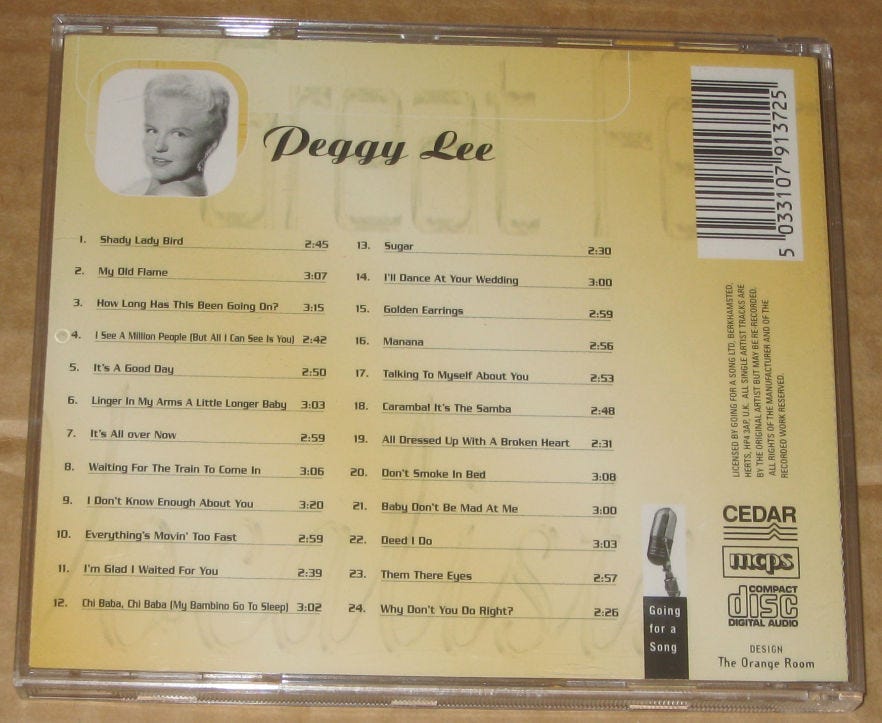 Peggy Lee
1. Shady Lady Bird 2:45
2. My Old Flame 3:07
3. How Long Has This Been Going On? 3:15
4. I See A Million People (But All I Can See Is You) 2:42
5. It's A Good Day 2:50
6. Linger In My Arms A Little Longer Baby 3:03
7. It's All over Now 2:59
8. Waiting For The Train To Come In 3:06
9. I Don't Know Enough About You 3:20
10. Everything's Movin' Too Fast 2:59
11. I'm Glad I Waited For You 2:39
12. Chi Baba, Chi Baba (My Bambino Go To Sleep) 3:02
13. Sugar 2:30
14. I'll Dance At Your Wedding 3:00
15. Golden Earrings 2:59
16. Manana 2:56
17. Talking To Myself About You 2:53
18. Caramba! It's The Samba 2:48
19. All Dressed Up With A Broken Heart 2:31
20. Don't Smoke In Bed 3:08
21. Baby Don't Be Mad At Me 3:00
22. Deed I Do 3:03
23. Them There Eyes 2:57
24. Why Don't You Do Right? 2:26
5 033107 913725
LICENSED BY GOING FOR A SONG LTD, BERKHAMSTED,
HERTS, HP4 3AP, U.K. ALL SINGLE ARTIST TRACKS ARE
BY THE ORIGINAL ARTIST BUT MAY BE RE-RECORDED.
ALL RIGHTS OF THE MANUFACTURER AND OF THE
RECORDED WORK RESERVED.
Going
for a
Song
CEDAR
mcps
COMPACT
disc
DIGITAL AUDIO
DESIGN
The Orange Room